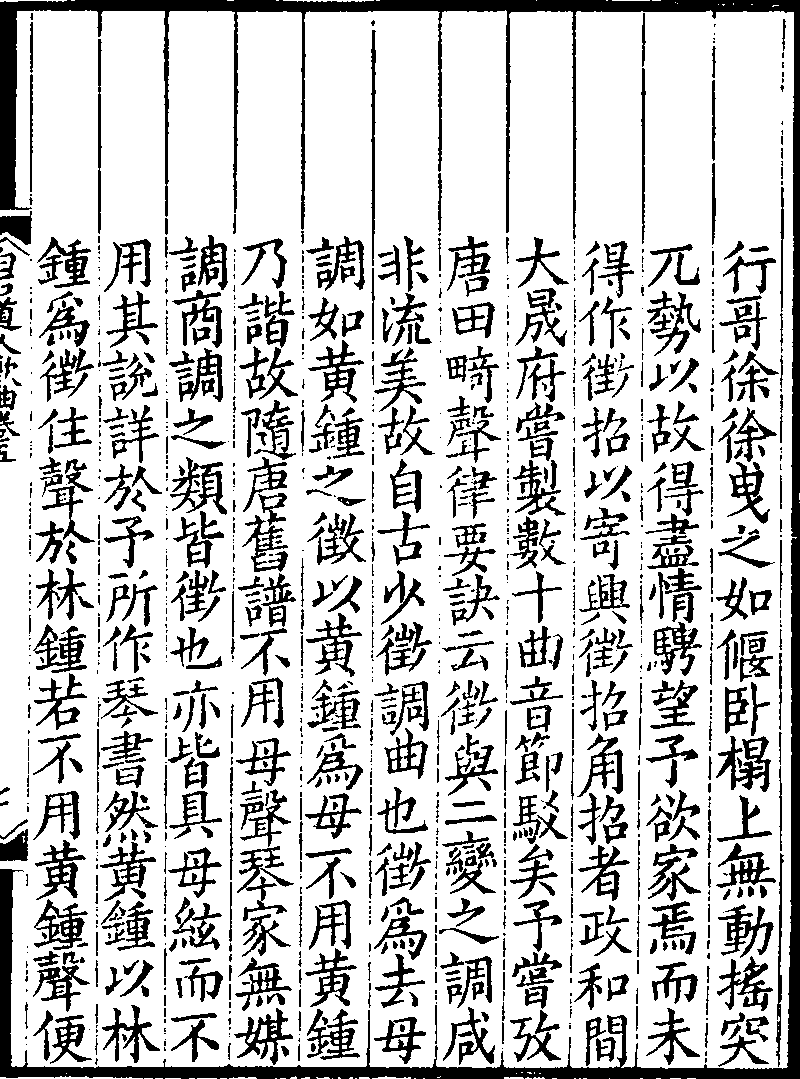 行哥徐徐曳之如偃卧榻上無動搖突
兀勢以故得盡情騁望予欲家焉而未
得作徵招以寄興徵招角招者政和間
大晟府嘗製數十曲音節駁矣予嘗攷
唐田畸聲律要訣云徵與二變之調咸
非流美故自古少徵調曲也徵爲去母
調如黃鍾之徵以黃鍾爲母不用黃鍾
乃諧故隨唐舊譜不用母聲琴家無媒
調商調之類皆徵也亦皆具母絃而不
用其説詳於予所作琴書然黃鍾以林
鍾爲徵住聲於林鍾若不用黃鍾聲便
白石道人歌曲卷五